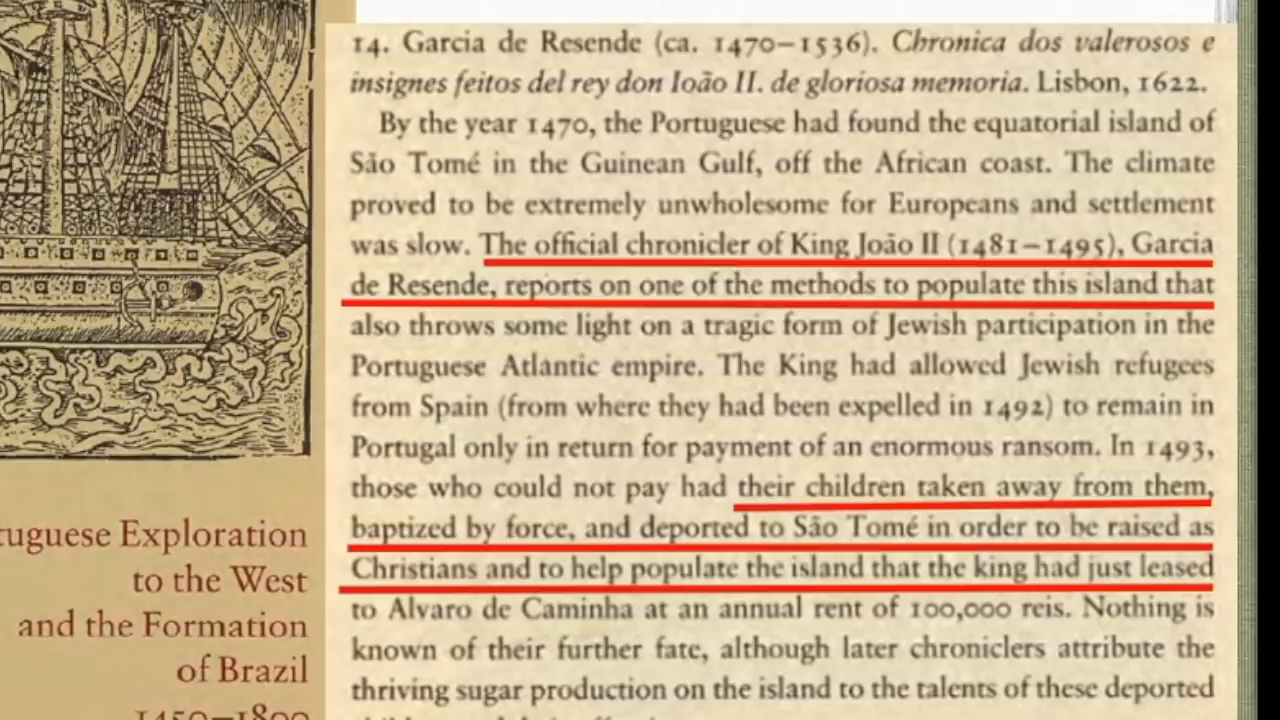 14. Garcia de Resende (ca. 1470–1536). Chronica dos valerosos e
insignes feitos del rey don Ioão II. de gloriosa memoria. Lisbon, 1622.
By the year 1470, the Portuguese had found the equatorial island of
São Tomé in the Guinean Gulf, off the African coast. The climate
proved to be extremely unwholesome for Europeans and settlement
was slow. The official chronicler of King João II (1481–1495), Garcia
de Resende, reports on one of the methods to populate this island that
also throws some light on a tragic form of Jewish participation in the
Portuguese Atlantic empire. The King had allowed Jewish refugees
from Spain (from where they had been expelled in 1492) to remain in
Portugal only in return for payment of an enormous ransom. In 1493,
those who could not pay had their children taken away from them,
baptized by force, and deported to São Tomé in order to be raised as
Christians and to help populate the island that the king had just leased
to Alvaro de Caminha at an annual rent of 100,000 reis. Nothing is
known of their further fate, although later chroniclers attribute the
thriving sugar production on the island to the talents of these deported
tuguese Exploration
to the West
and the Formation
of Brazil
1450–1800